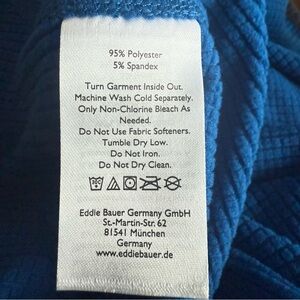 95% Polyester
5% Spandex
Turn Garment Inside Out.
Machine Wash Cold Separately.
Only Non-Chlorine Bleach As
Needed.
Do Not Use Fabric Softeners.
Tumble Dry Low.
Do Not Iron.
Do Not Dry Clean.
Eddie Bauer Germany GmbH
St.-Martin-Str. 62
81541 München
Germany
www.eddiebauer.de